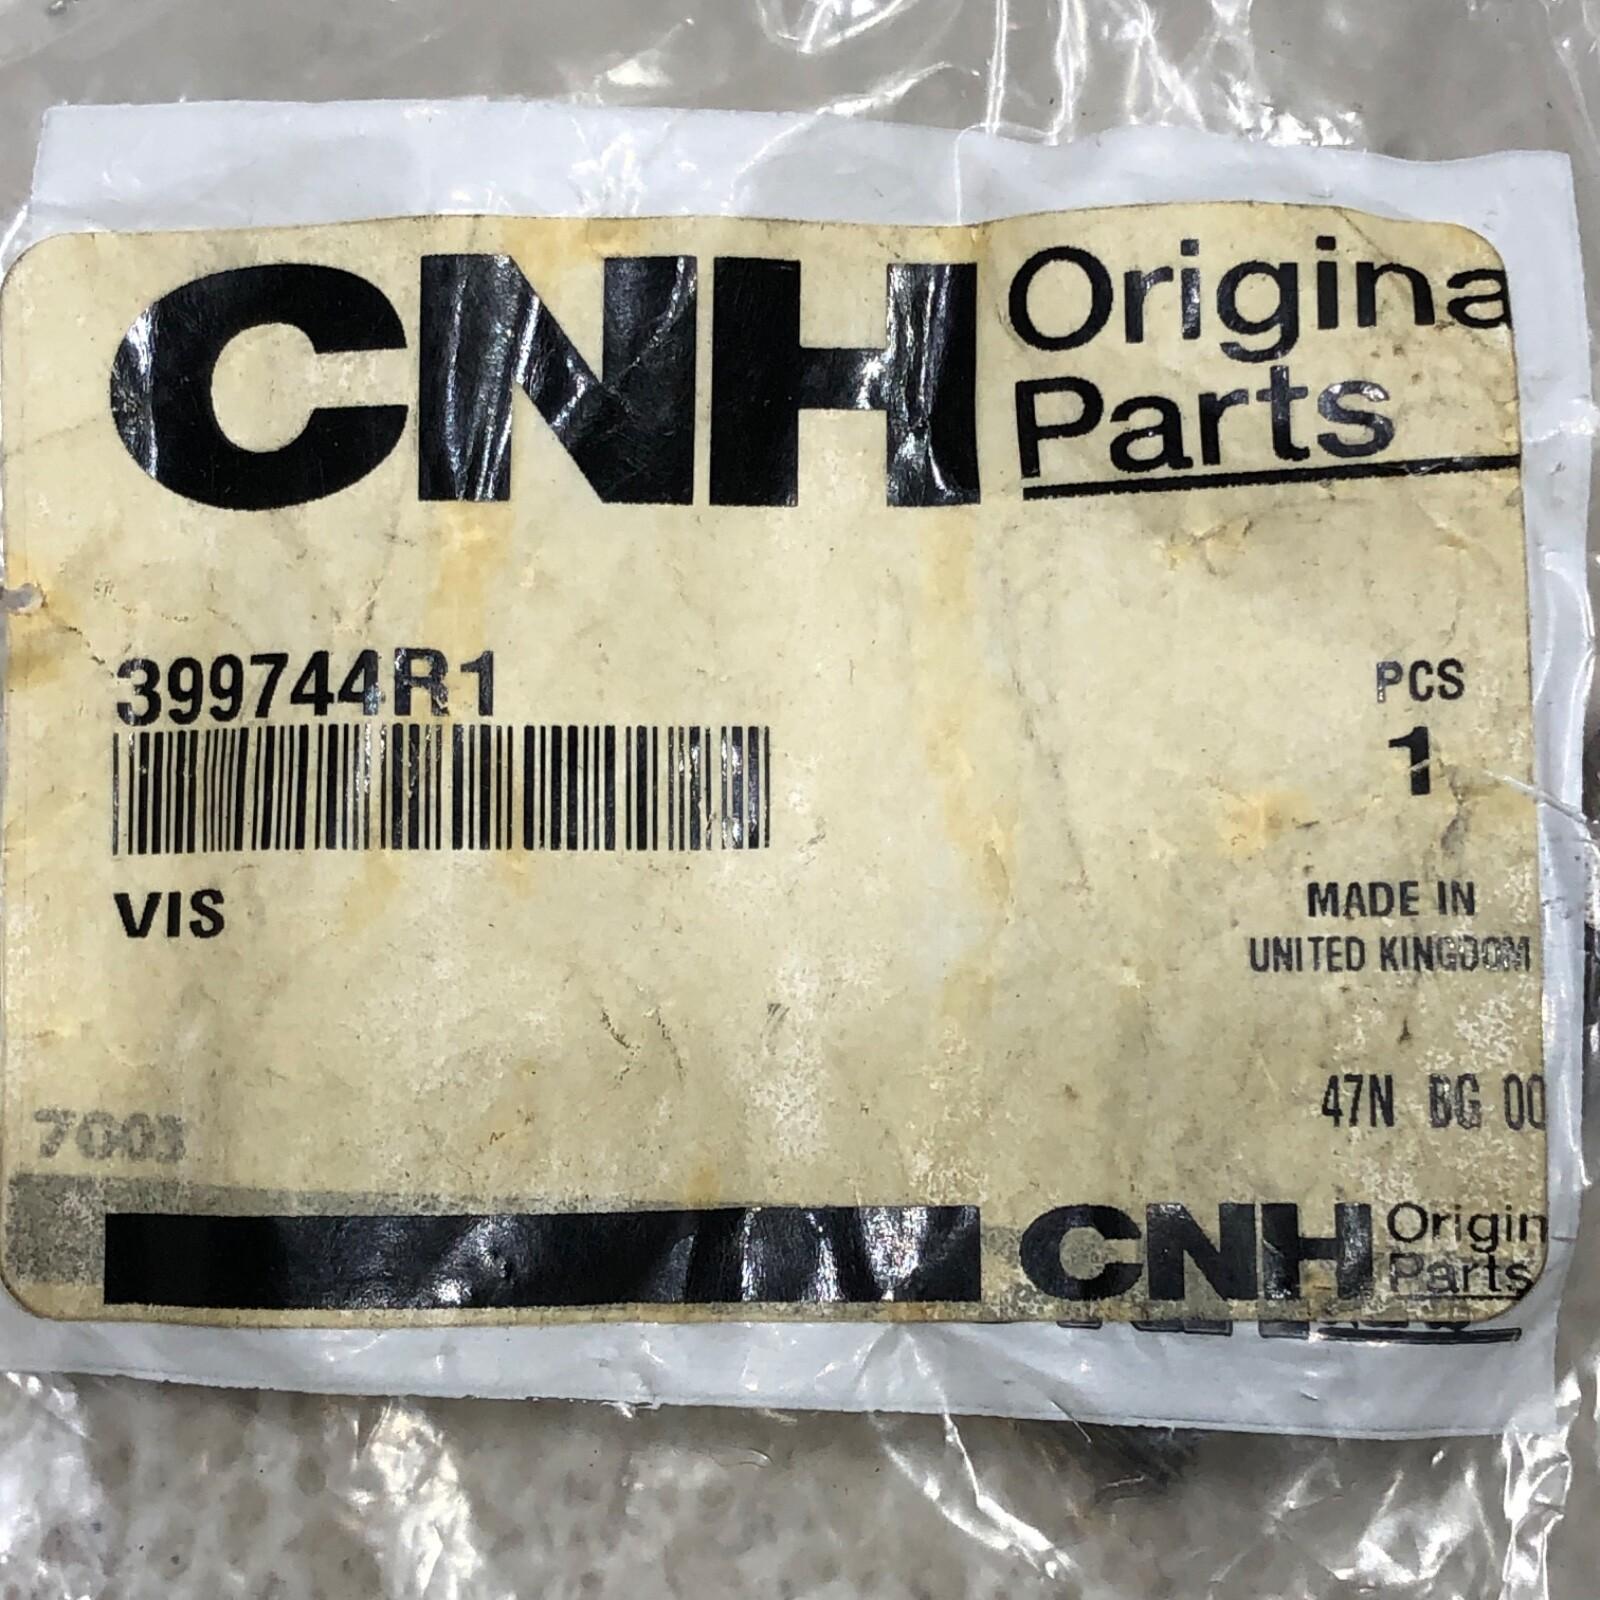 CNH Origina
Parts
399744R1
PCS
1
VIS
MADE IN
UNITED KINGDOM
47N BG 00
7003
CNH Origin
Parts